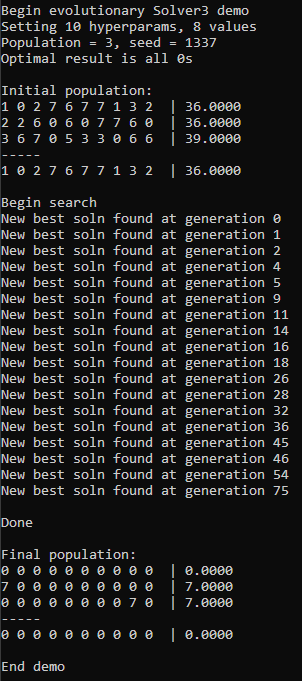 Begin evolutionary Solver3 demo
Setting 10 hyperparams, 8 values
Population = 3, seed = 1337
Optimal result is all 0s
Initial population:
1 0 2 7 6 7 7 1 3 2 | 36.0000
2 2 6 0 6 0 7 7 6 0 | 36.0000
3 6 7 0 5 3 3 0 6 6 | 39.0000
-----
1 0 2 7 6 7 7 1 3 2 | 36.0000
Begin search
New best soln found at generation 0
New best soln found at generation 1
New best soln found at generation 2
New best soln found at generation 4
New best soln found at generation 5
New best soln found at generation 9
New best soln found at generation 11
New best soln found at generation 14
New best soln found at generation 16
New best soln found at generation 18
New best soln found at generation 26
New best soln found at generation 28
New best soln found at generation 32
New best soln found at generation 36
New best soln found at generation 45
New best soln found at generation 46
New best soln found at generation 54
New best soln found at generation 75
Done
Final population:
0 0 0 0 0 0 0 0 0 0 | 0.0000
7 0 0 0 0 0 0 0 0 0 | 7.0000
0 0 0 0 0 0 0 0 7 0 | 7.0000
-----
0 0 0 0 0 0 0 0 0 0 | 0.0000
End demo